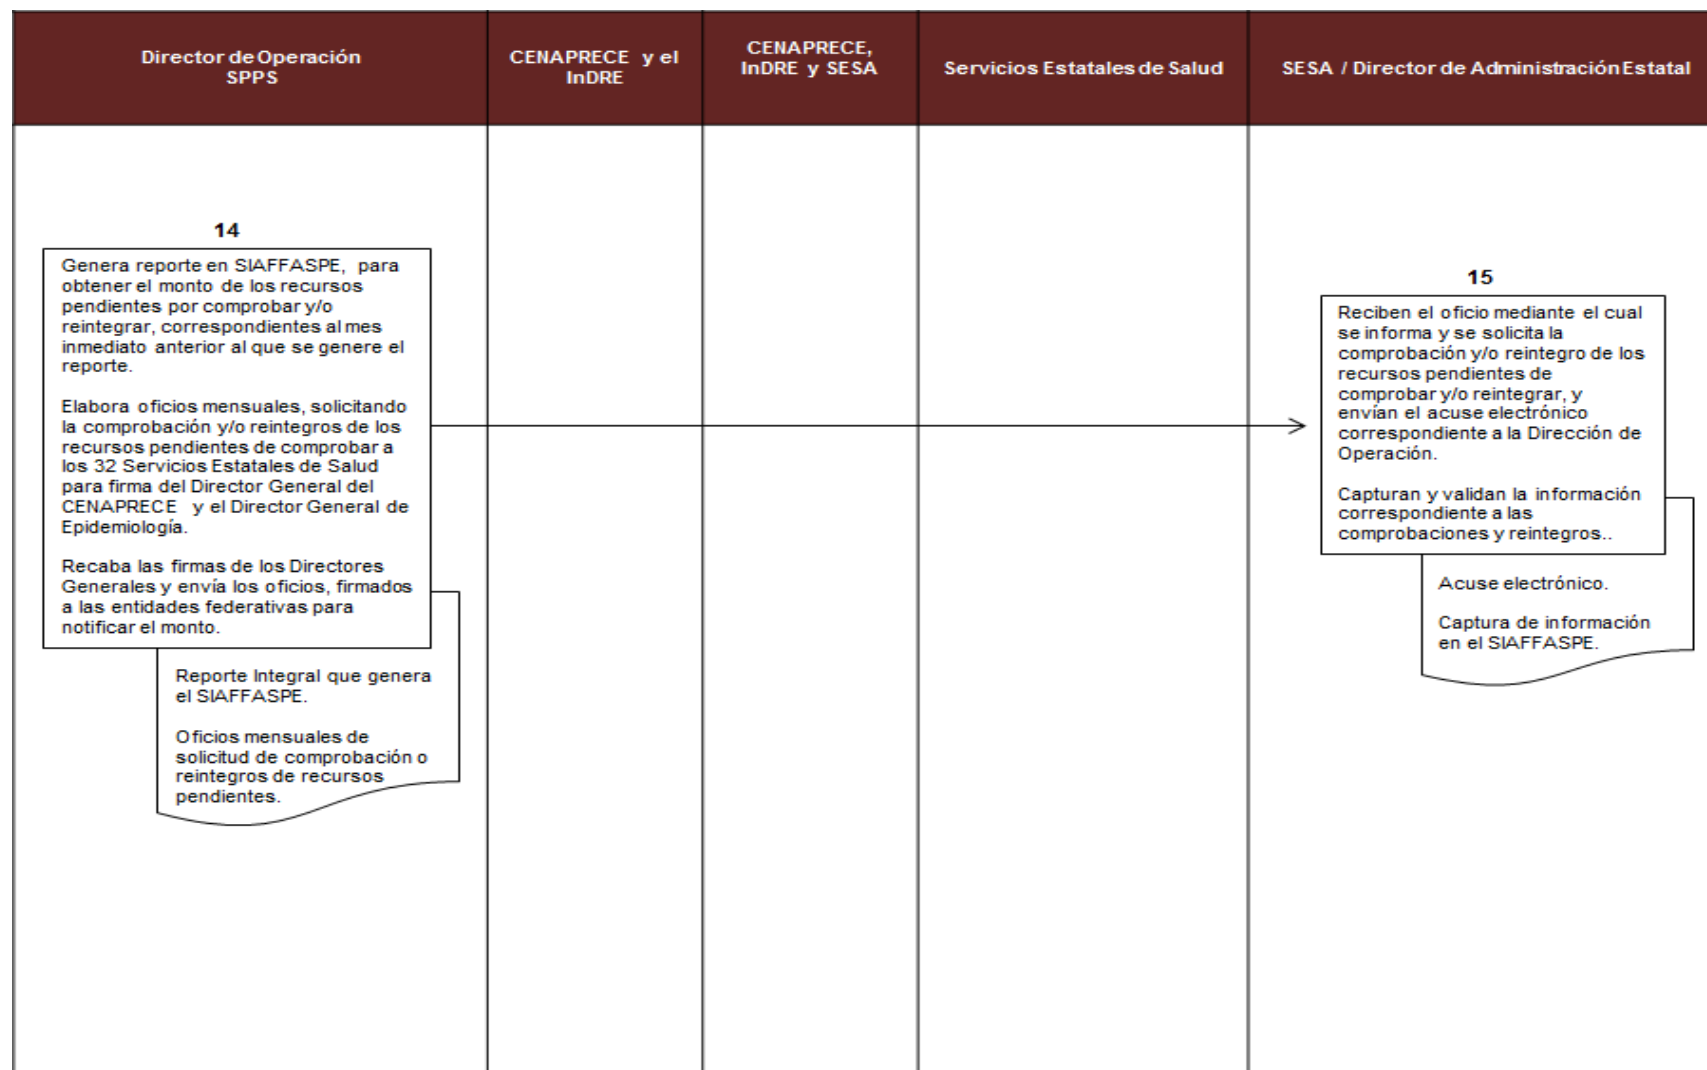 Director de Operación
SPPS
CENAPRECE y el
InDRE
CENAPRECE,
InDRE y SESA
Servicios Estatales de Salud
SESA / Director de Administración Estatal
14
Genera reporte en SIAFFASPE, para
obtener el monto de los recursos
pendientes por comprobar y/o
reintegrar, correspondientes al mes
inmediato anterior al que se genere el
reporte.
Elabora oficios mensuales, solicitando
la comprobación y/o reintegros de los
recursos pendientes de comprobar a
los 32 Servicios Estatales de Salud
para firma del Director General del
CENAPRECE y el Director General de
Epidemiología.
Recaba las firmas de los Directores
Generales y envía los oficios, firmados
a las entidades federativas para
notificar el monto.
Reporte Integral que genera
el SIAFFASPE.
Oficios mensuales de
solicitud de comprobación o
reintegros de recursos
pendientes.
15
Reciben el oficio mediante el cual
se informa y se solicita la
comprobación y/o reintegro de los
recursos pendientes de
comprobar y/o reintegrar, y
envían el acuse electrónico
correspondiente a la Dirección de
Operación.
Capturan y validan la información
correspondiente a las
comprobaciones y reintegros..
Acuse electrónico.
Captura de información
en el SIAFFASPE.